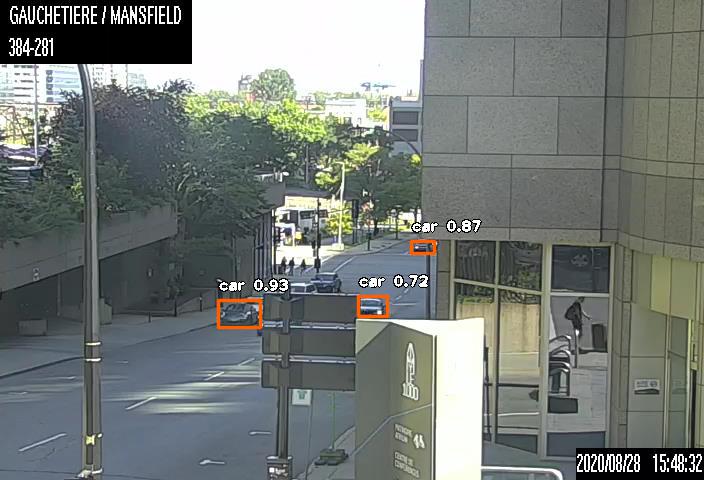 GAUCHETIERE / MANSFIELD
384-281
car 0.87
car 0.93
car 0.72
1000
44
2020/08/28 15:48:32